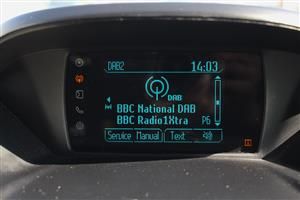 DAB2 14:03
DAB
BBC National DAB
BBC Radio1Xtra P6
Service Manual Text